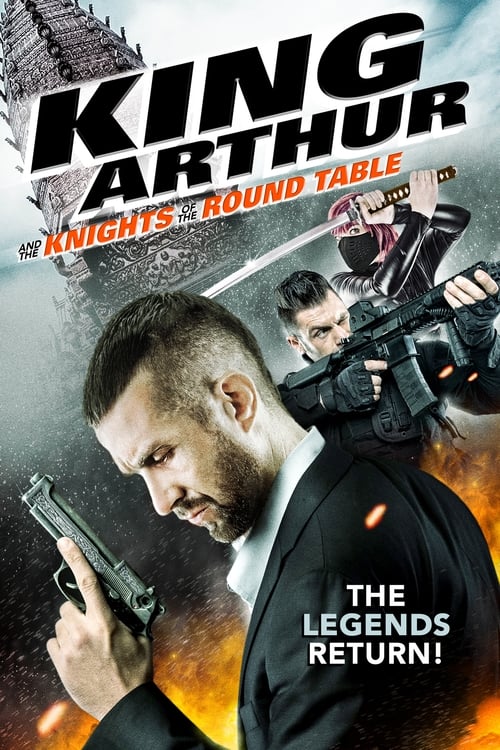 KING
ARTHUR
AND THE KNIGHTS OF THE ROUND TABLE
THE
LEGENDS
RETURN!